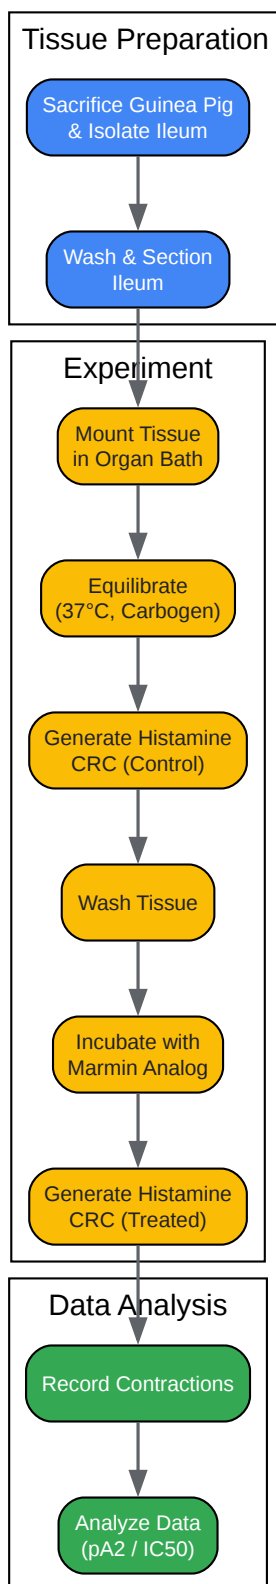 Tissue Preparation
Sacrifice Guinea Pig
& Isolate Ileum
Wash & Section
Ileum
Experiment
Mount Tissue
in Organ Bath
Equilibrate
(37°C, Carbogen)
Generate Histamine
CRC (Control)
Wash Tissue
Incubate with
Marmin Analog
Generate Histamine
CRC (Treated)
Data Analysis
Record Contractions
Analyze Data
(pA2 / IC50)